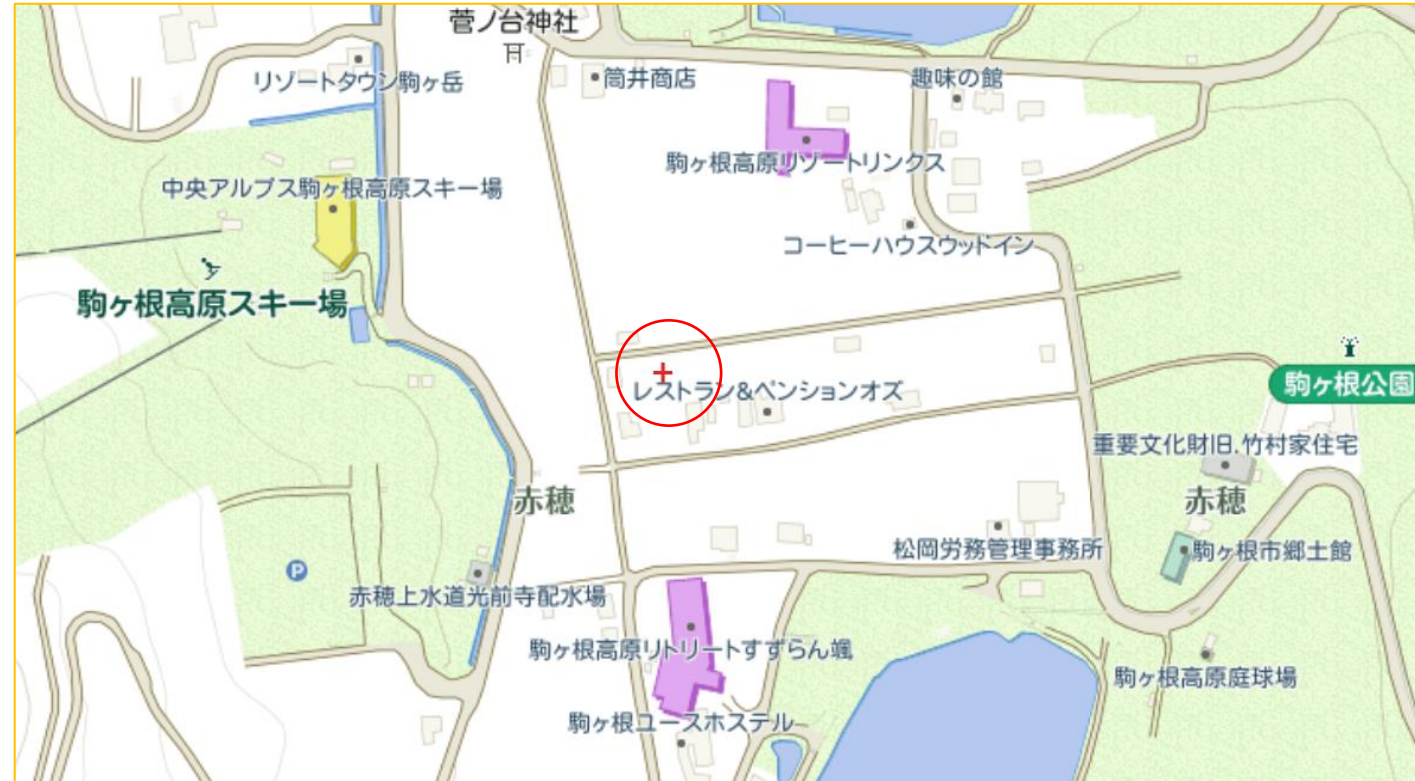 菅ノ台神社
リゾートタウン駒ヶ岳
筒井商店
趣味の館
駒ヶ根高原リゾートリンクス
中央アルプス駒ヶ根高原スキー場
コーヒーハウスウッドイン
駒ヶ根高原スキー場
レストラン&ペンションオズ
駒ヶ根公園
重要文化財旧.竹村家住宅
赤穂
赤穂
松岡労務管理事務所
駒ヶ根市郷土館
P
赤穂上水道光前寺配水場
駒ヶ根高原リトリートすずらん颯
駒ヶ根高原庭球場
駒ヶ根ユースホステル